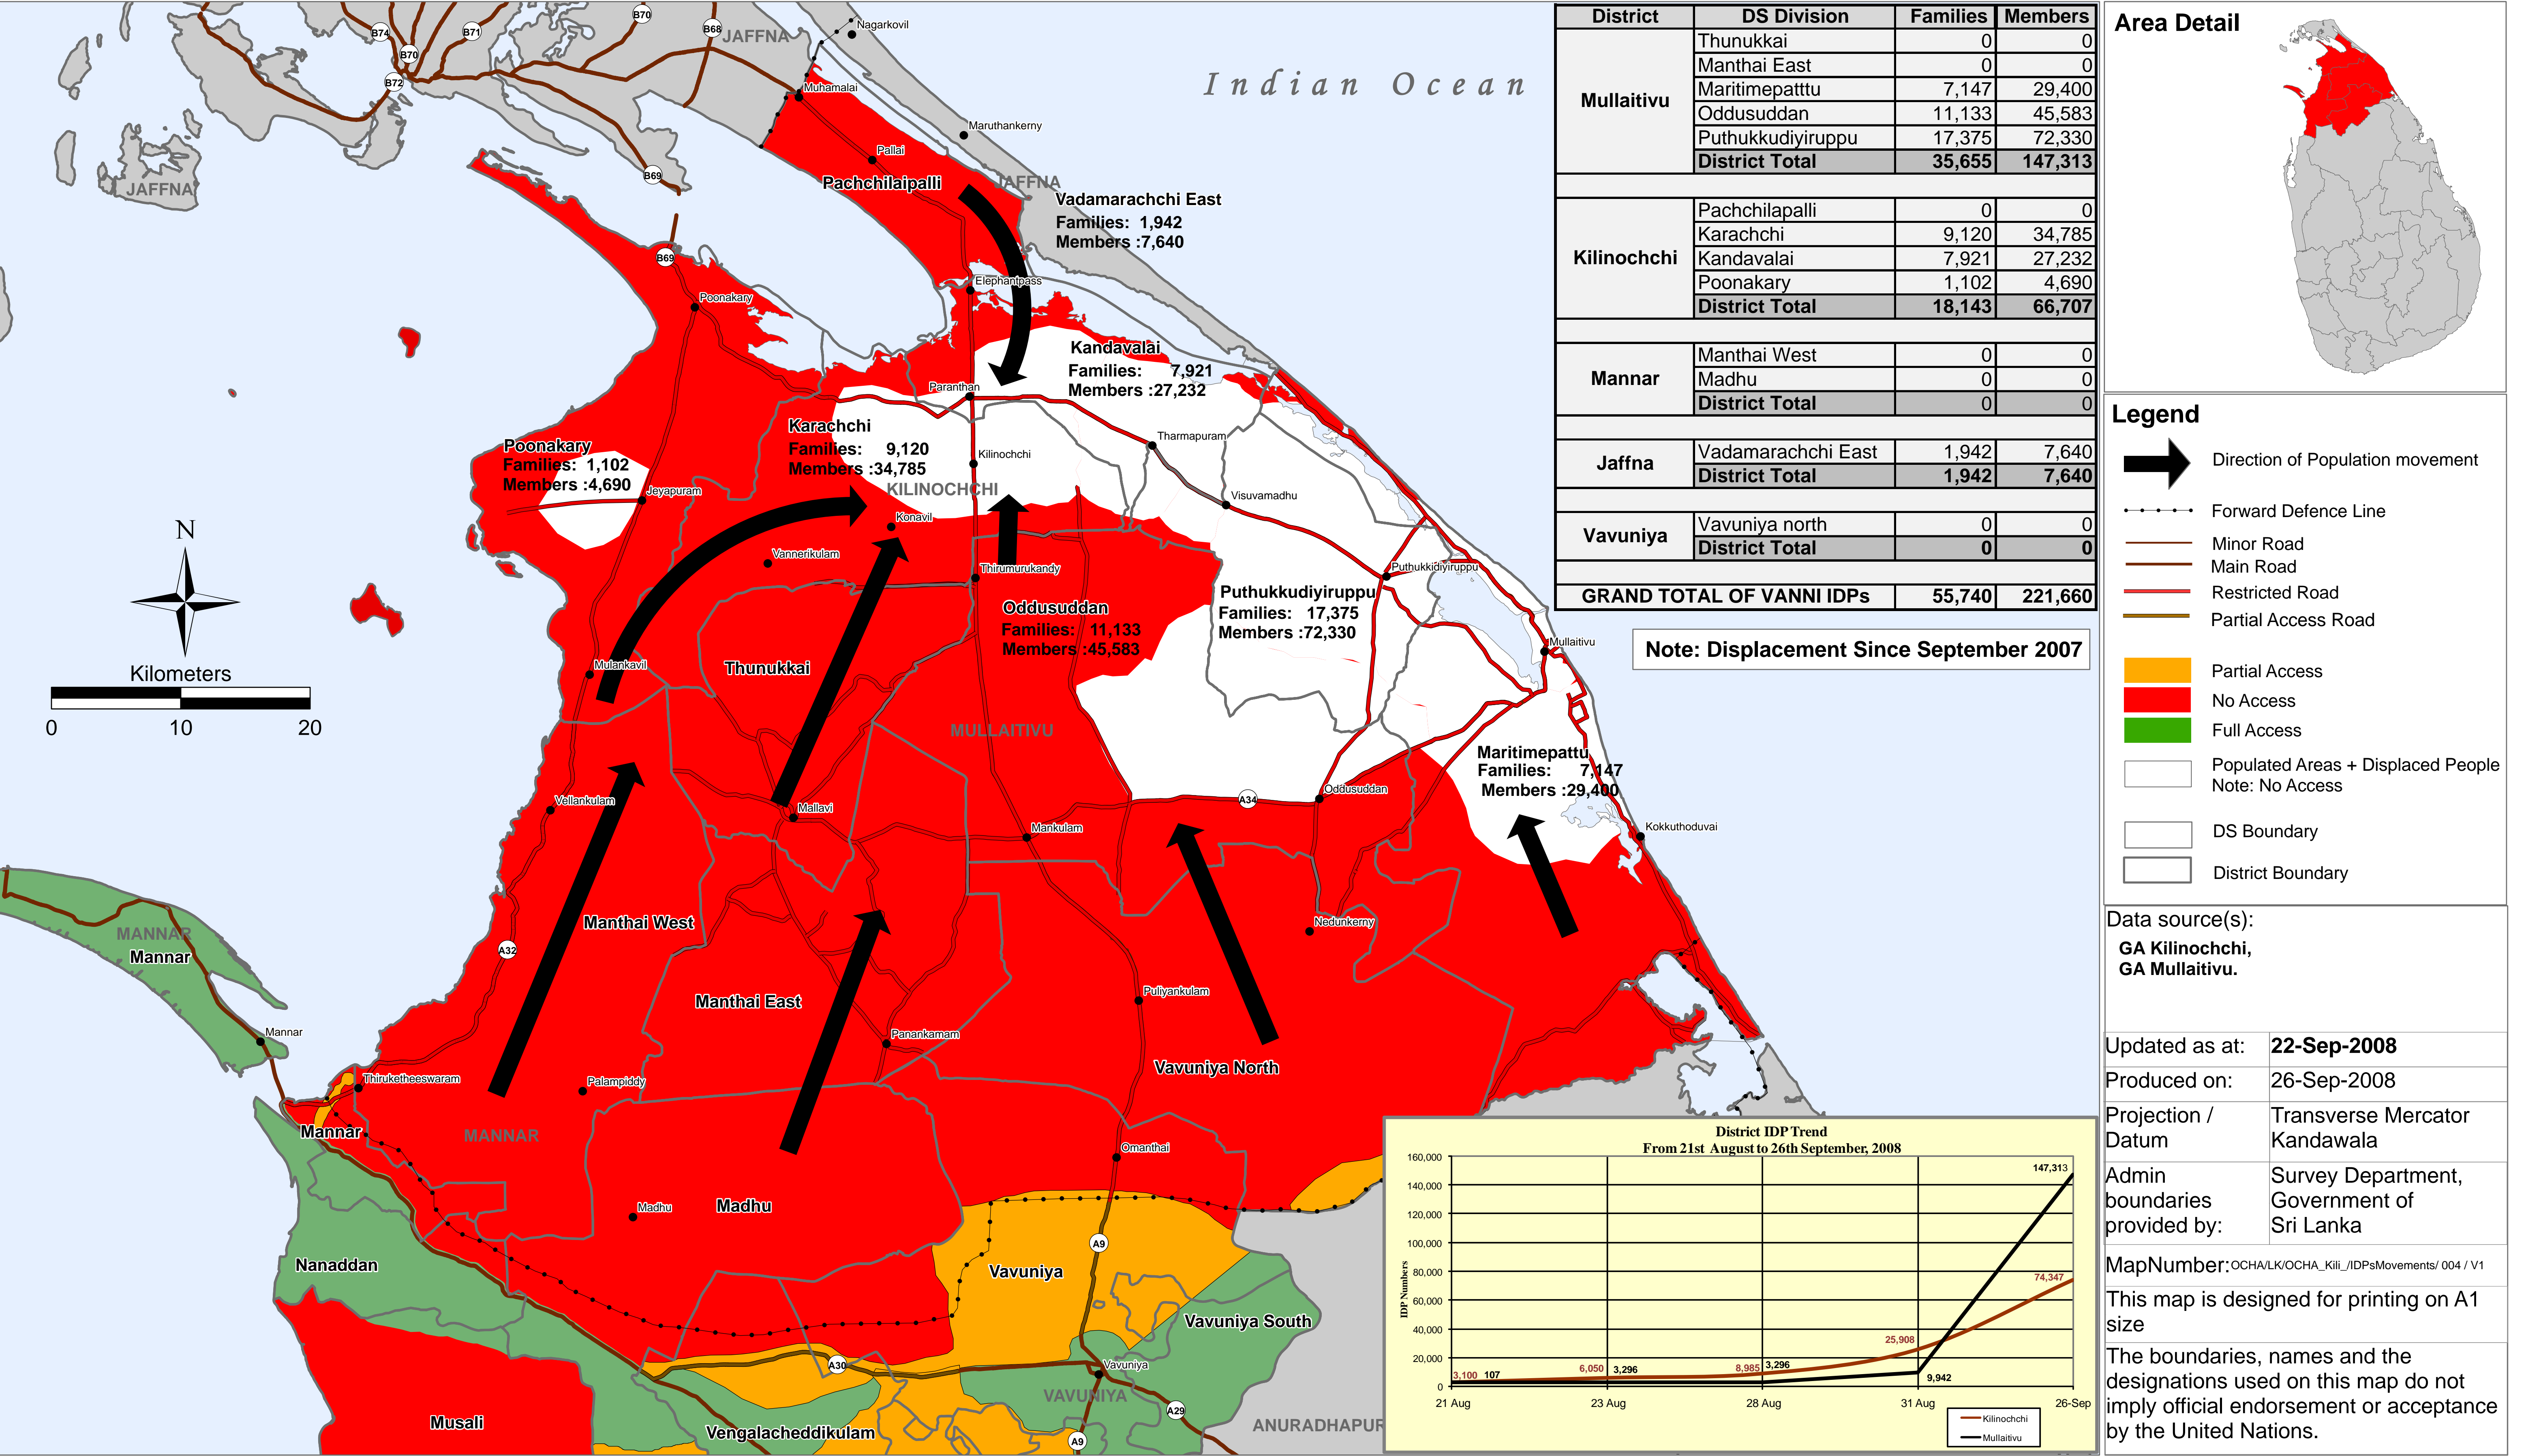 Indian Ocean
JAFFNA
JAFFNA
JAFFNA
B74
B70
B71
B70
B68
B72
B69
B69
Nagarkovil
Muhamalai
Maruthankerny
Pallai
Pachchilaipalli
Vadamarachchi East
Families: 1,942
Members :7,640
Elephantpass
Poonakary
Kandavalai
Families: 7,921
Members :27,232
Paranthan
Karachchi
Families: 9,120
Members :34,785
KILINOCHCHI
Kilinochchi
Tharmapuram
Poonakary
Families: 1,102
Members :4,690
Jeyapuram
Visuvamadhu
Konavil
Vannerikulam
Thirumurukandy
Puthukkidiyiruppu
Puthukkudiyiruppu
Families: 17,375
Members :72,330
Oddusuddan
Families: 11,133
Members :45,583
Mullaitivu
N
Kilometers
0 10 20
Mulankavil
Thunukkai
MULLAITIVU
Maritimepattu
Families: 7,147
Members :29,400
Vellankulam
Mallavi
A34
Oddusuddan
Mankulam
Kokkuthoduvai
Manthai West
Nedunkerny
MANNAR
Mannar
A32
Manthai East
Puliyankulam
Mannar
Panankamam
Vavuniya North
Thiruketheeswaram
Palampiddy
Mannar
MANNAR
Omanthai
Madhu
Madhu
A9
Nanaddan
Vavuniya
Vavuniya South
A30
Vavuniya
VAVUNIYA
A29
Musali
Vengalacheddikulam
A9
ANURADHAPUR
District DS Division Families Members
Mullaitivu
Thunukkai 0 0
Manthai East 0 0
Maritimepatttu 7,147 29,400
Oddusuddan 11,133 45,583
Puthukkudiyiruppu 17,375 72,330
District Total 35,655 147,313
Kilinochchi
Pachchilapalli 0 0
Karachchi 9,120 34,785
Kandavalai 7,921 27,232
Poonakary 1,102 4,690
District Total 18,143 66,707
Mannar
Manthai West 0 0
Madhu 0 0
District Total 0 0
Jaffna
Vadamarachchi East 1,942 7,640
District Total 1,942 7,640
Vavuniya
Vavuniya north 0 0
District Total 0 0
GRAND TOTAL OF VANNI IDPs 55,740 221,660
Note: Displacement Since September 2007
District IDP Trend
From 21st August to 26th September, 2008
IDP Numbers
160,000
140,000
120,000
100,000
80,000
60,000
40,000
20,000
0
3,100 107
6,050 3,296
8,985 3,296
25,908
9,942
147,313
74,347
21 Aug 23 Aug 28 Aug 31 Aug 26-Sep
Kilinochchi
Mullaitivu
Area Detail
Legend
Direction of Population movement
Forward Defence Line
Minor Road
Main Road
Restricted Road
Partial Access Road
Partial Access
No Access
Full Access
Populated Areas + Displaced People
Note: No Access
DS Boundary
District Boundary
Data source(s):
GA Kilinochchi,
GA Mullaitivu.
Updated as at: 22-Sep-2008
Produced on: 26-Sep-2008
Projection / Transverse Mercator
Datum Kandawala
Admin Survey Department,
boundaries Government of
provided by: Sri Lanka
MapNumber: OCHA/LK/OCHA_Kili_/IDPsMovements/ 004 / V1
This map is designed for printing on A1
size
The boundaries, names and the
designations used on this map do not
imply official endorsement or acceptance
by the United Nations.